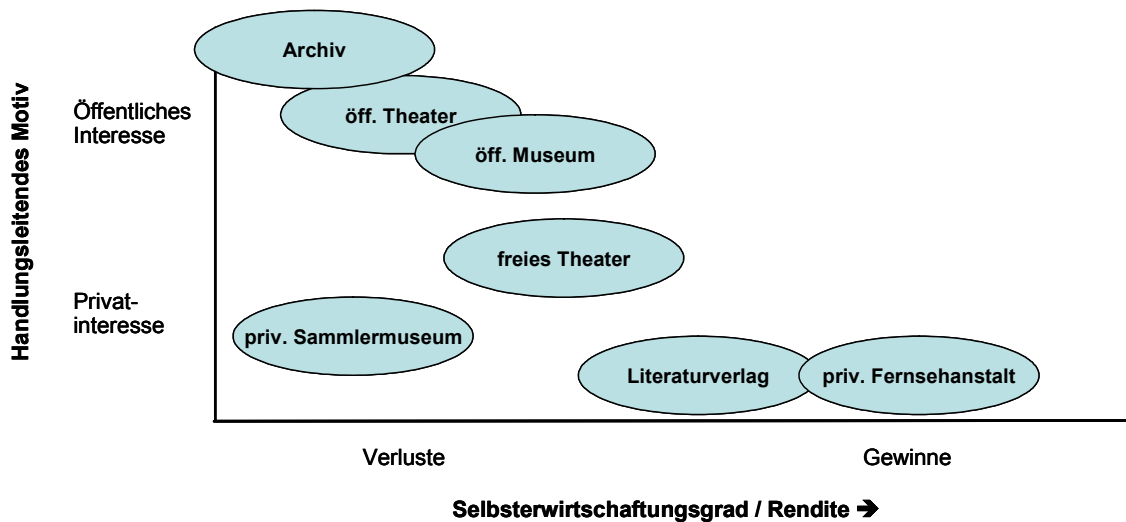 Handlungsleitendes Motiv
Öffentliches
Interesse
Privat-
interesse
Archiv
öff. Theater
öff. Museum
freies Theater
priv. Sammlermuseum
Literaturverlag
priv. Fernsehanstalt
Verluste
Gewinne
Selbsterwirtschaftungsgrad / Rendite ➔